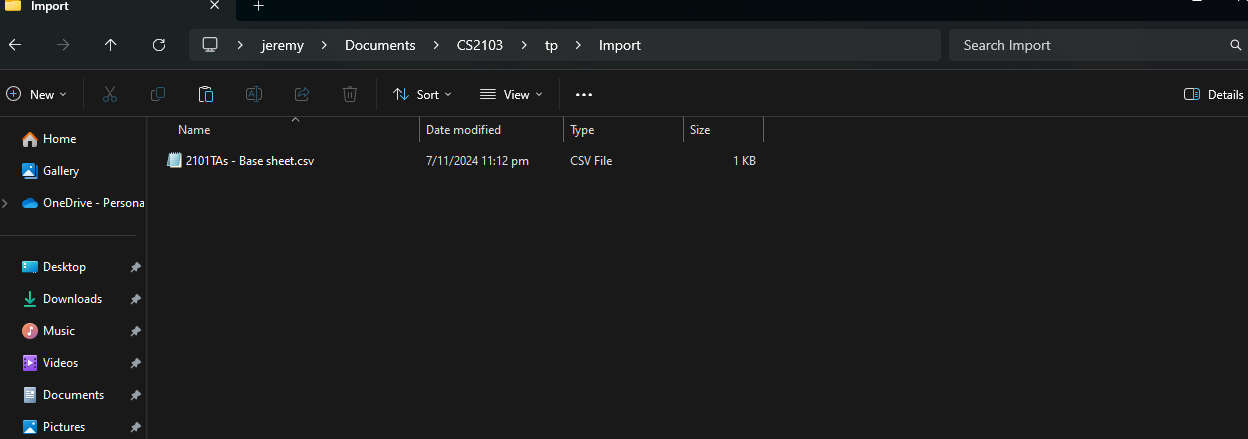 Import
jeremy > Documents > CS2103 > tp > Import
Search Import
New
Sort
View
Details
Name
Date modified
Type
Size
2101TAs - Base sheet.csv
7/11/2024 11:12 pm
CSV File
1 KB
Home
Gallery
OneDrive - Persona
Desktop
Downloads
Music
Videos
Documents
Pictures